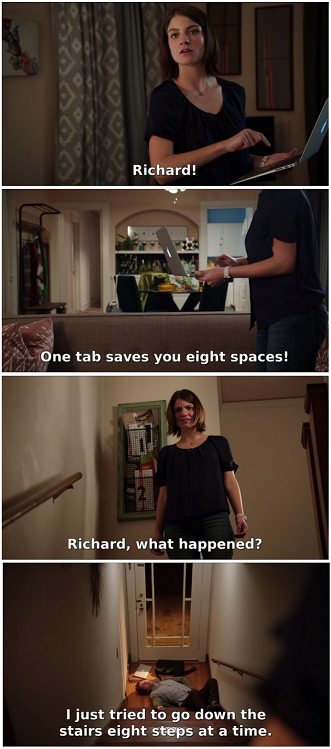 Richard!
One tab saves you eight spaces!
Richard, what happened?
I just tried to go down the
stairs eight steps at a time.